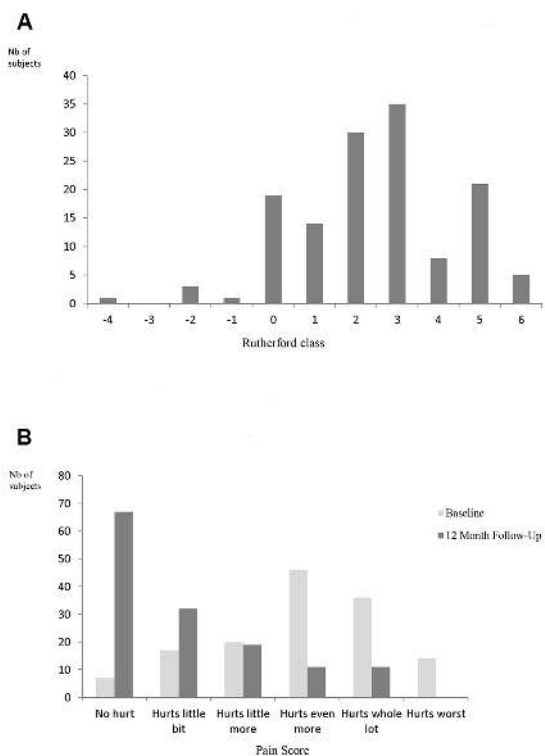 A
Nb of
subjects
40
35
30
25
20
15
10
5
0
-4 -3 -2 -1 0 1 2 3 4 5 6
Rutherford class
B
Nb of
subjects
80
70
60
50
40
30
20
10
0
Baseline
12 Month Follow-Up
No hurt Hurts little Hurts little Hurts even Hurts whole Hurts worst
bit more more lot
Pain Score